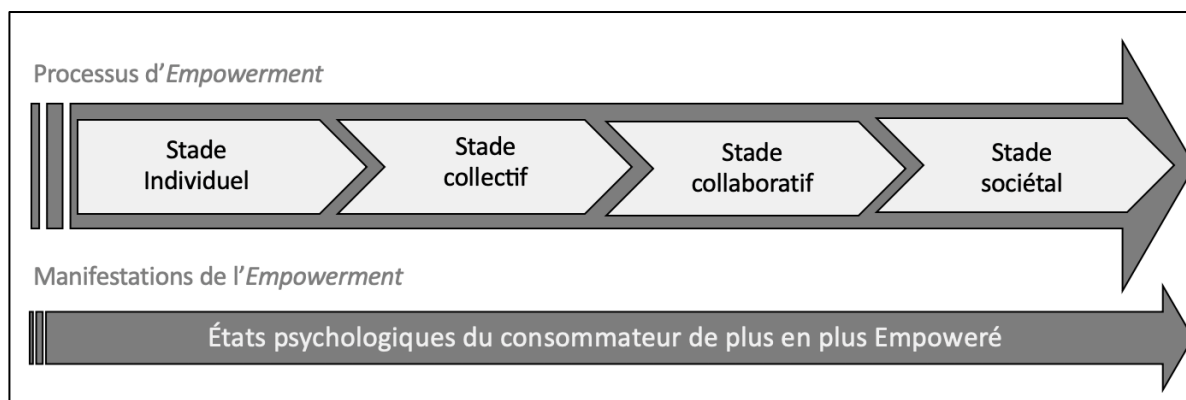 Processus d'Empowerment
Stade
Individuel
Stade
collectif
Stade
collaboratif
Stade
sociétal
Manifestations de l'Empowerment
États psychologiques du consommateur de plus en plus Empoweré